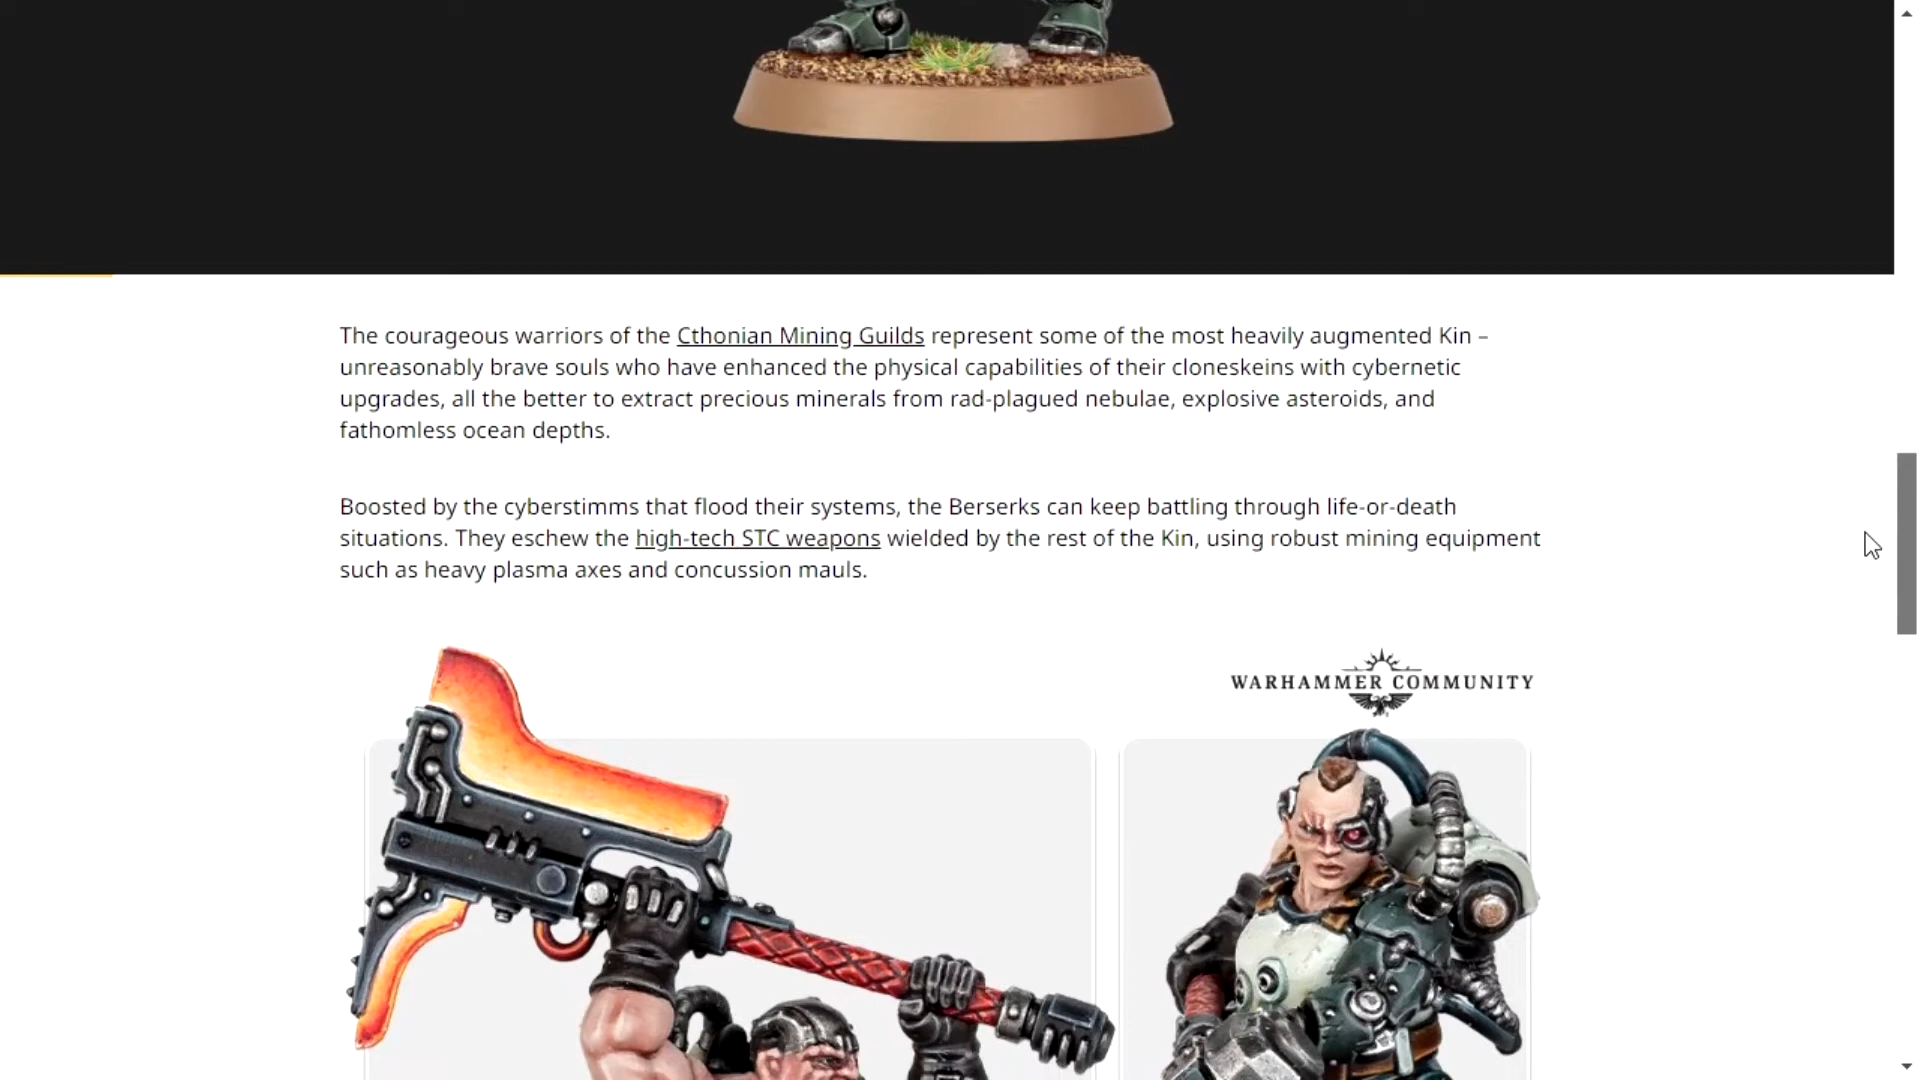 The courageous warriors of the Cthonian Mining Guilds represent some of the most heavily augmented Kin –
unreasonably brave souls who have enhanced the physical capabilities of their cloneskeins with cybernetic
upgrades, all the better to extract precious minerals from rad-plagued nebulae, explosive asteroids, and
fathomless ocean depths.
Boosted by the cyberstimms that flood their systems, the Berserks can keep battling through life-or-death
situations. They eschew the high-tech STC weapons wielded by the rest of the Kin, using robust mining equipment
such as heavy plasma axes and concussion mauls.
WARHAMMER COMMUNITY